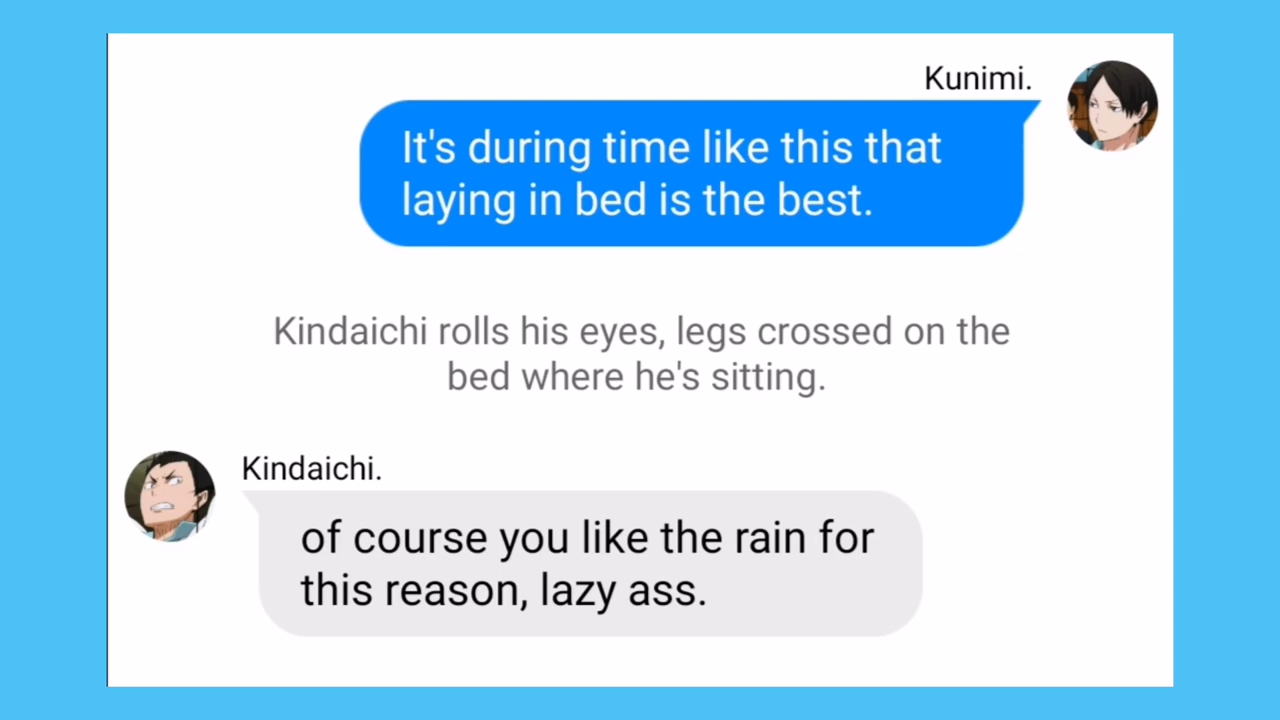 Kunimi.
It's during time like this that
laying in bed is the best.
Kindaichi rolls his eyes, legs crossed on the
bed where he's sitting.
Kindaichi.
of course you like the rain for
this reason, lazy ass.